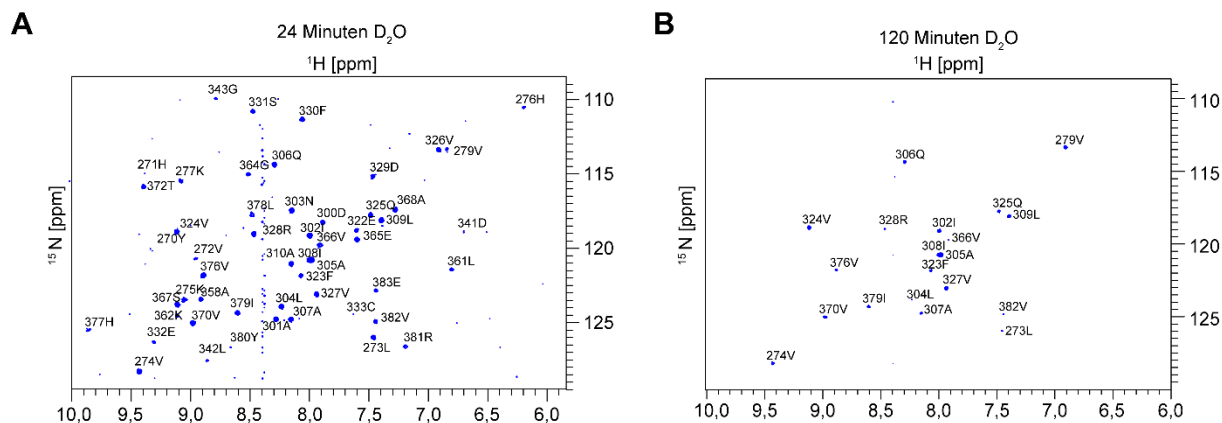 A
24 Minuten D₂O
¹H [ppm]
343G
331S
330F
276H
110
326V
279V
306Q
271H
277K
364G
329D
115
372T
378L
303N
325Q
368A
300D
309L
324V
302I
322E
341D
270Y
328R
366V
365E
120
272V
310A
308I
305A
361L
376V
323F
275K
358A
383E
367S
327V
362K
370V
379I
304L
333C
301A
307A
382V
125
377H
332E
380Y
273L
381R
342L
274V
¹⁵N [ppm]
10,0 9,5 9,0 8,5 8,0 7,5 7,0 6,5 6,0
B
120 Minuten D₂O
¹H [ppm]
110
279V
306Q
115
325Q
309L
324V
328R
302I
366V
120
308I
305A
376V
323F
327V
379I
304L
307A
382V
370V
125
273L
274V
¹⁵N [ppm]
10,0 9,5 9,0 8,5 8,0 7,5 7,0 6,5 6,0